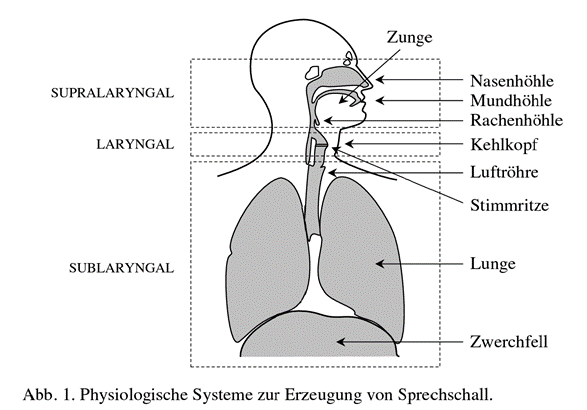 Zunge
SUPRALARYNGAL
Nasenhöhle
Mundhöhle
Rachenhöhle
LARYNGAL
Kehlkopf
Luftröhre
Stimmritze
SUBLARYNGAL
Lunge
Zwerchfell
Abb. 1. Physiologische Systeme zur Erzeugung von Sprechschall.